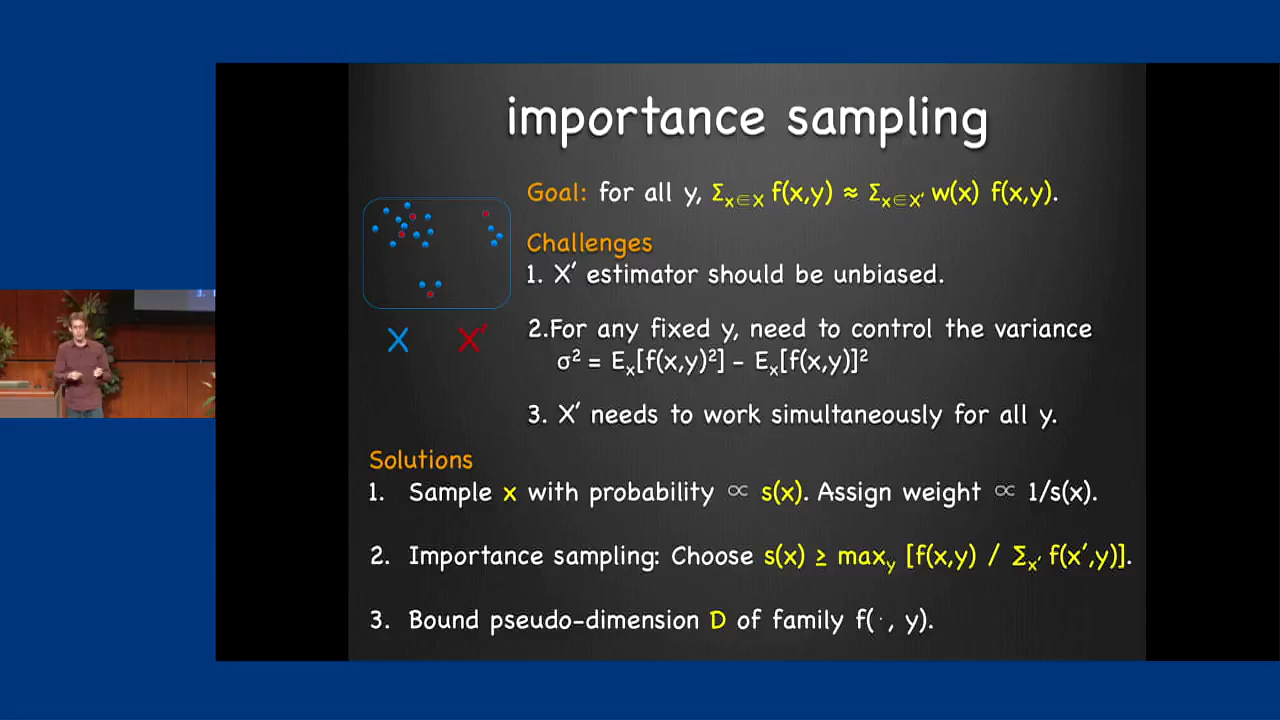 importance sampling
Goal: for all y, Σx∈X f(x,y) ≈ Σx∈X′ w(x) f(x,y).
Challenges
1. X′ estimator should be unbiased.
2.For any fixed y, need to control the variance
σ² = Ex[f(x,y)²] - Ex[f(x,y)]²
3. X′ needs to work simultaneously for all y.
X X′
Solutions
1. Sample x with probability ∝ s(x). Assign weight ∝ 1/s(x).
2. Importance sampling: Choose s(x) ≥ maxy [f(x,y) / Σx′ f(x′,y)].
3. Bound pseudo-dimension D of family f( · , y).